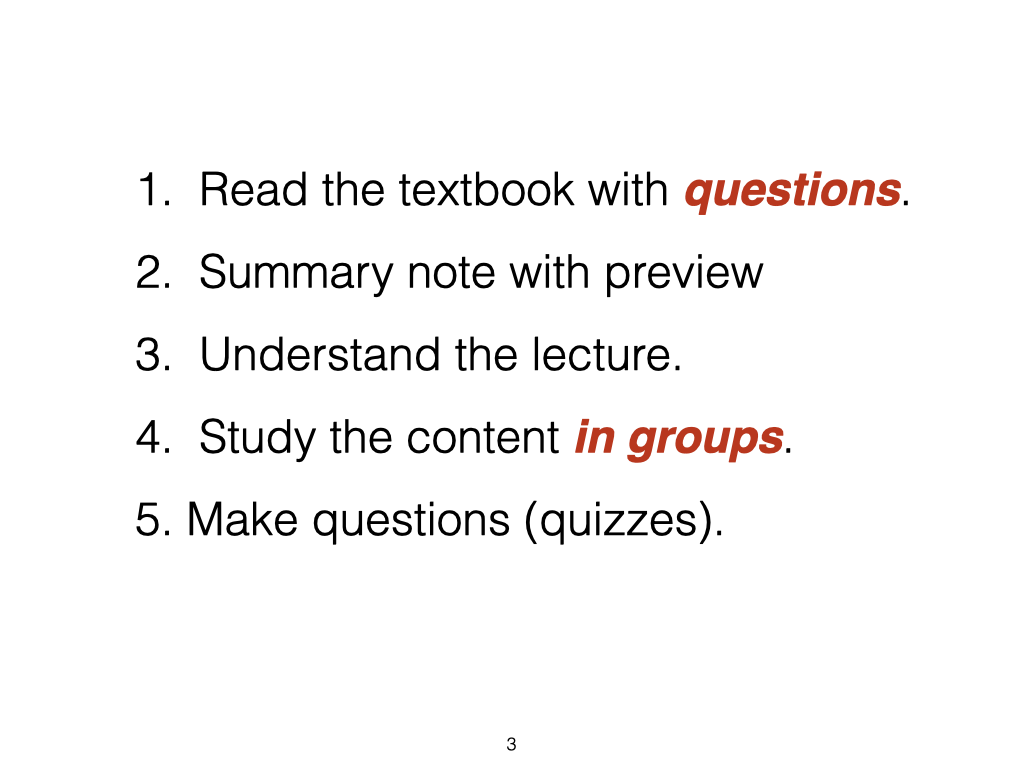 1. Read the textbook with questions.
2. Summary note with preview
3. Understand the lecture.
4. Study the content in groups.
5. Make questions (quizzes).
3